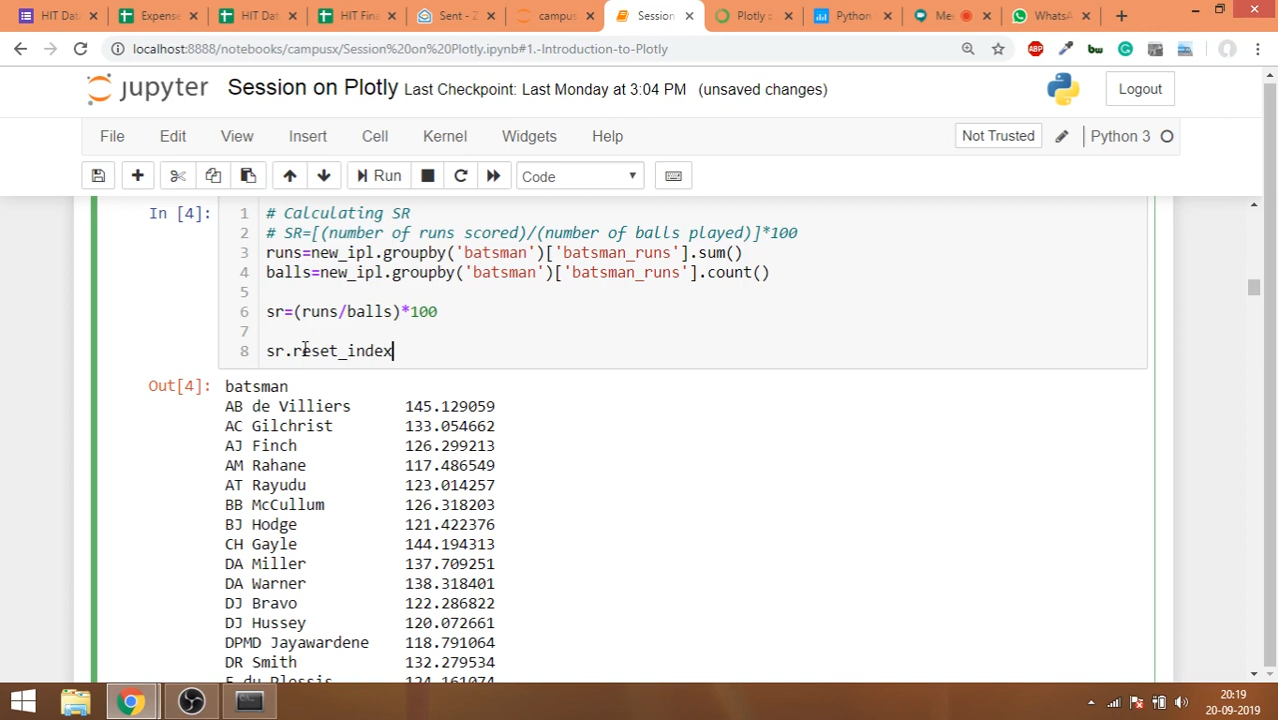 HIT Dat
Expense
HIT Dat
HIT Fina
Sent - Z
campus
Session
Plotly
Python
Me
WhatsA
localhost:8888/notebooks/campusx/Session%20on%20Plotly.ipynb#1.-Introduction-to-Plotly
ABP
bw
jupyter Session on Plotly Last Checkpoint: Last Monday at 3:04 PM (unsaved changes)
Logout
File Edit View Insert Cell Kernel Widgets Help
Not Trusted
Python 3
Run
Code
In [4]:
1 # Calculating SR
2 # SR=[(number of runs scored)/(number of balls played)]*100
3 runs=new_ipl.groupby('batsman')['batsman_runs'].sum()
4 balls=new_ipl.groupby('batsman')['batsman_runs'].count()
5
6 sr=(runs/balls)*100
7
8 sr.reset_index
Out[4]: batsman
AB de Villiers 145.129059
AC Gilchrist 133.054662
AJ Finch 126.299213
AM Rahane 117.486549
AT Rayudu 123.014257
BB McCullum 126.318203
BJ Hodge 121.422376
CH Gayle 144.194313
DA Miller 137.709251
DA Warner 138.318401
DJ Bravo 122.286822
DJ Hussey 120.072661
DPMD Jayawardene 118.791064
DR Smith 132.279534
F du Plessis 124.161074
20:19
20-09-2019